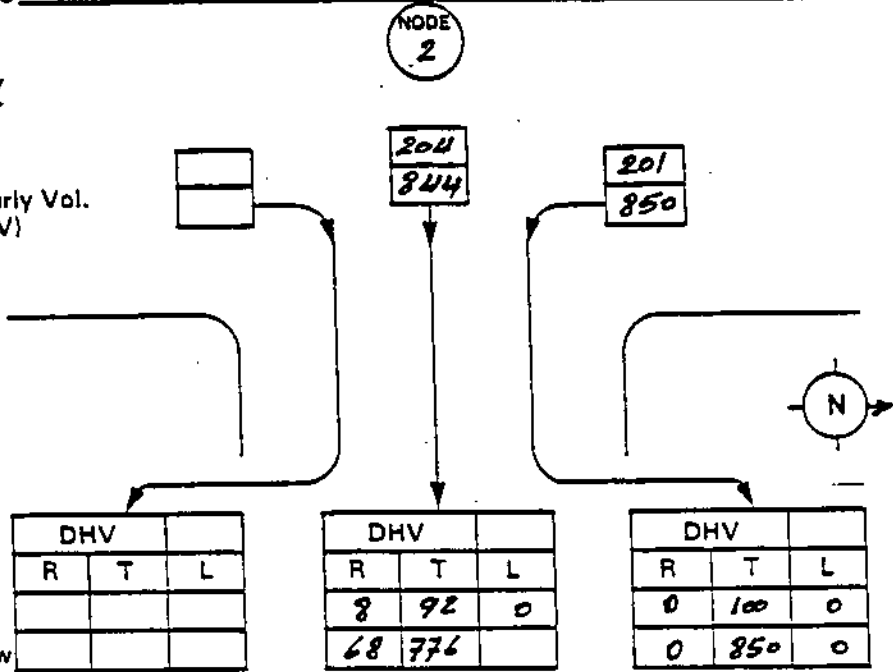 NODE
2
204
844
201
850
rly Vol.
V)
N
DHV
DHV
DHV
R T L
R T L
R T L
8 92 0
0 100 0
68 776
0 850 0
N